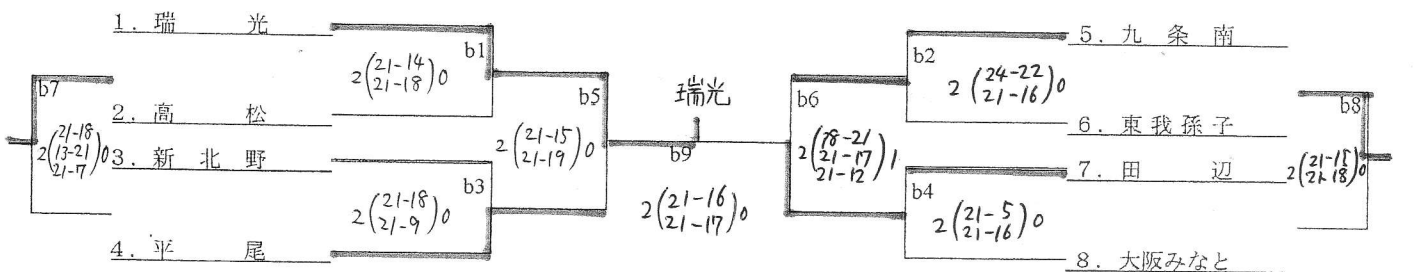 1. 瑞 光
b1
2(21-14 21-18)0
2. 高 松
b7
2(21-18 13-21 21-7)0
3. 新 北 野
b3
2(21-18 21-9)0
4. 平 尾
b5
2(21-15 21-19)0
瑞光
b9
2(21-16 21-17)0
b6
2(18-21 21-17 21-12)1
5. 九 条 南
b2
2(24-22 21-16)0
6. 東 我 孫 子
b8
2(21-15 21-18)0
7. 田 辺
b4
2(21-5 21-16)0
8. 大阪みなと